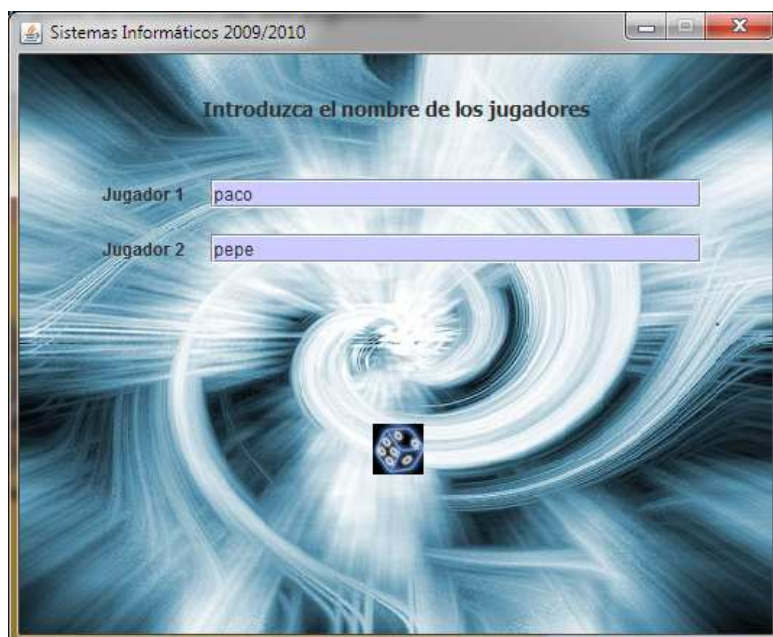 Sistemas Informáticos 2009/2010
Introduzca el nombre de los jugadores
Jugador 1 paco
Jugador 2 pepe